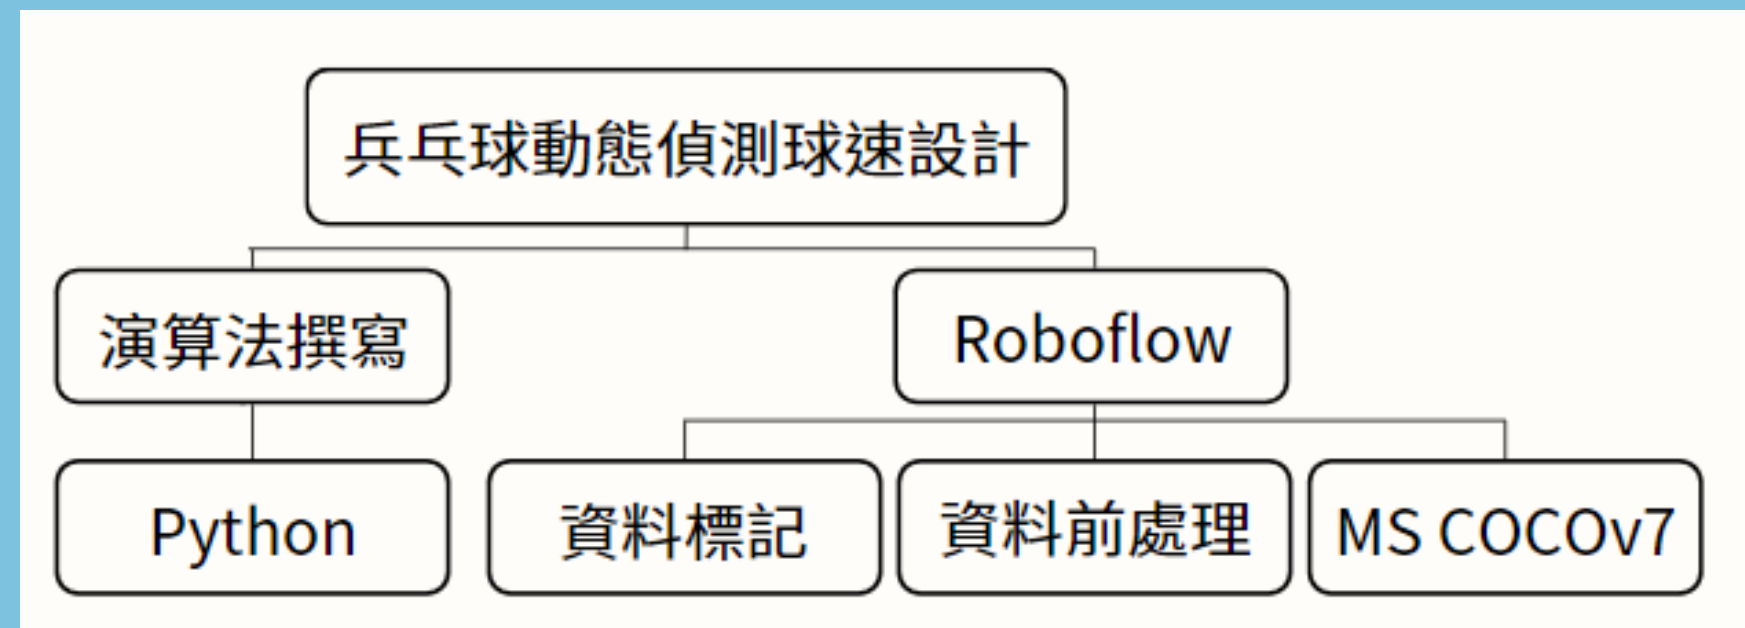 兵乓球動態偵測球速設計
演算法撰寫
Roboflow
Python
資料標記
資料前處理
MS COCOv7